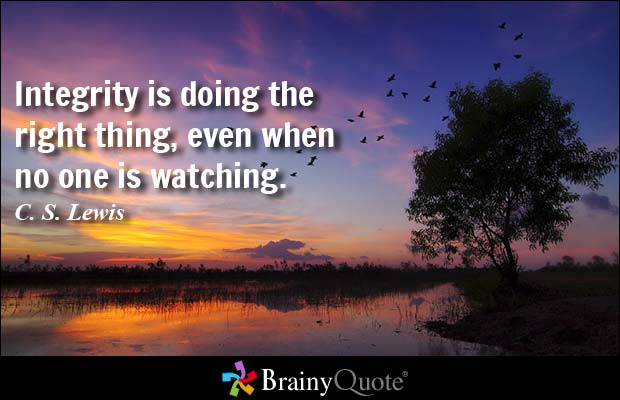 Integrity is doing the
right thing, even when
no one is watching.
C. S. Lewis
BrainyQuote®